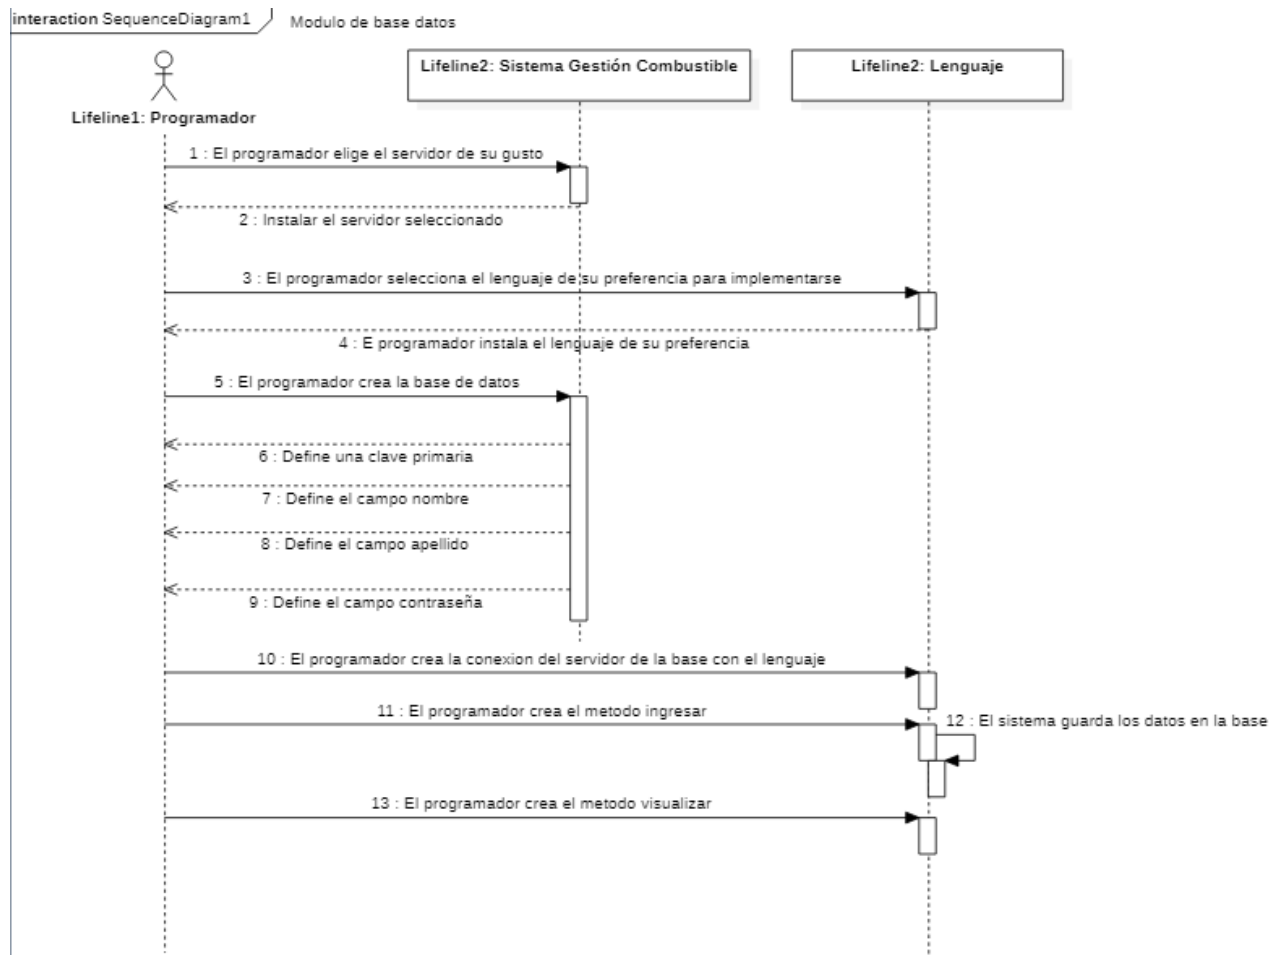 interaction SequenceDiagram1
Modulo de base datos
Lifeline2: Sistema Gestión Combustible
Lifeline2: Lenguaje
Lifeline1: Programador
1 : El programador elige el servidor de su gusto
2 : Instalar el servidor seleccionado
3 : El programador selecciona el lenguaje de su preferencia para implementarse
4 : E programador instala el lenguaje de su preferencia
5 : El programador crea la base de datos
6 : Define una clave primaria
7 : Define el campo nombre
8 : Define el campo apellido
9 : Define el campo contraseña
10 : El programador crea la conexion del servidor de la base con el lenguaje
11 : El programador crea el metodo ingresar
12 : El sistema guarda los datos en la base
13 : El programador crea el metodo visualizar